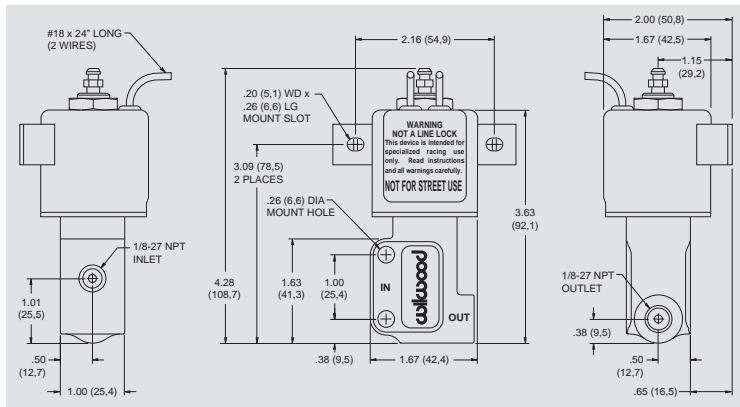 #18 x 24" LONG
(2 WIRES)
1/8-27 NPT
INLET
1.01
(25,5)
.50
(12,7)
1.00 (25,4)
2.16 (54,9)
.20 (5,1) WD x
.26 (6,6) LG
MOUNT SLOT
3.09 (78,5)
2 PLACES
.26 (6,6) DIA
MOUNT HOLE
4.28
(108,7)
1.63
(41,3)
1.00
(25,4)
.38 (9,5)
1.67 (42,4)
3.63
(92,1)
WARNING
NOT A LINE LOCK
This device is intended for
specialized racing use
only. Read instructions
and all warnings carefully.
NOT FOR STREET USE
IN
wilwood
OUT
2.00 (50,8)
1.67 (42,5)
1.15
(29,2)
1/8-27 NPT
OUTLET
.38 (9,5)
.50
(12,7)
.65 (16,5)